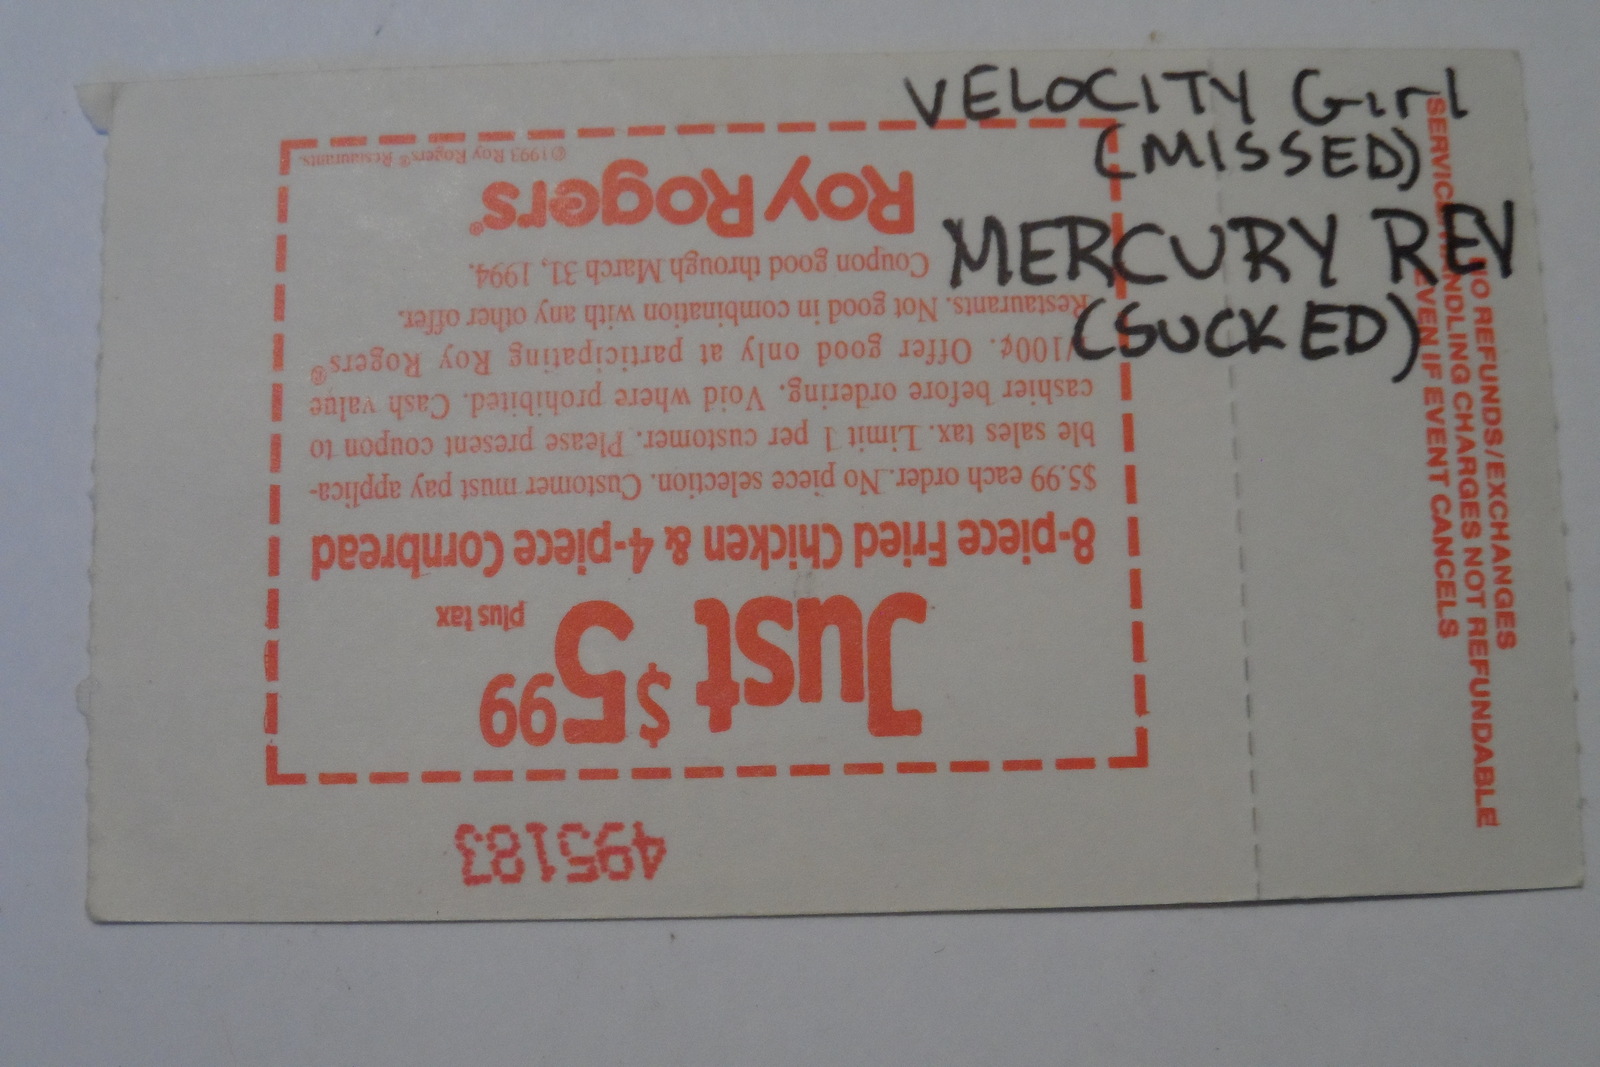 VELOCITY Girl
(MISSED)
MERCURY REV
(SUCKED)
495183
Just $5.99
plus tax
8-piece Fried Chicken & 4-piece Cornbread
$5.99 each order. No piece selection. Customer must pay applica-
ble sales tax. Limit 1 per customer. Please present coupon to
cashier before ordering. Void where prohibited. Cash value
1/100¢. Offer good only at participating Roy Rogers®
Restaurants. Not good in combination with any other offer.
Coupon good through March 31, 1994.
Roy Rogers®
©1993 Roy Rogers® Restaurants.
NO REFUNDS/EXCHANGES
SERVICE/HANDLING CHARGES NOT REFUNDABLE
EVEN IF EVENT CANCELS